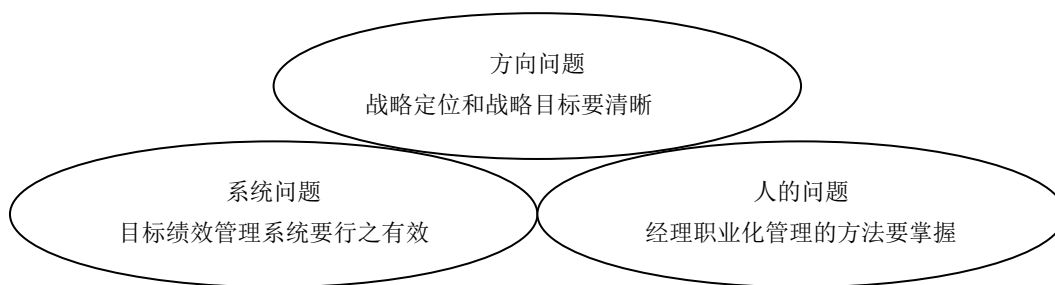 方向问题
战略定位和战略目标要清晰
系统问题
目标绩效管理系统要行之有效
人的问题
经理职业化管理的方法要掌握